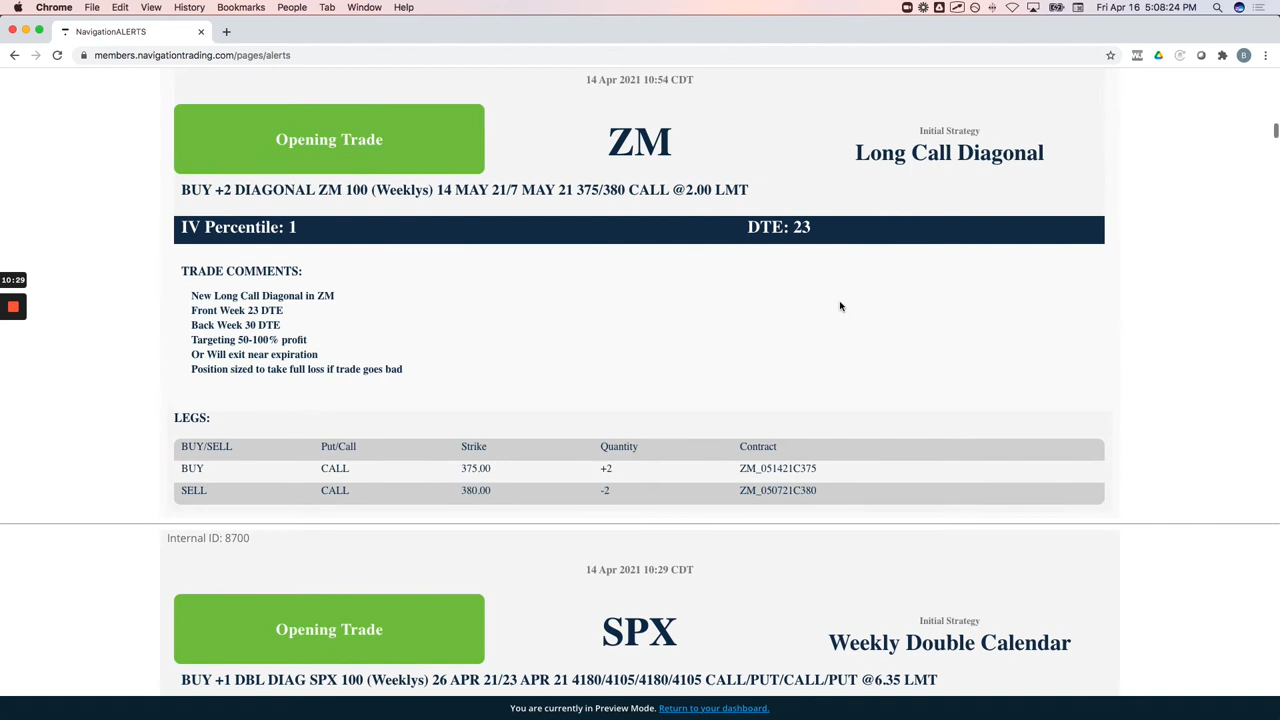 Chrome File Edit View History Bookmarks People Tab Window Help Fri Apr 16 5:08:24 PM
NavigationALERTS
members.navigationtrading.com/pages/alerts
B
14 Apr 2021 10:54 CDT
Opening Trade
ZM
Initial Strategy
Long Call Diagonal
BUY +2 DIAGONAL ZM 100 (Weeklys) 14 MAY 21/7 MAY 21 375/380 CALL @2.00 LMT
IV Percentile: 1 DTE: 23
10:29
TRADE COMMENTS:
New Long Call Diagonal in ZM
Front Week 23 DTE
Back Week 30 DTE
Targeting 50-100% profit
Or Will exit near expiration
Position sized to take full loss if trade goes bad
LEGS:
BUY/SELL Put/Call Strike Quantity Contract
BUY CALL 375.00 +2 ZM_051421C375
SELL CALL 380.00 -2 ZM_050721C380
Internal ID: 8700
14 Apr 2021 10:29 CDT
Opening Trade
SPX
Initial Strategy
Weekly Double Calendar
BUY +1 DBL DIAG SPX 100 (Weeklys) 26 APR 21/23 APR 21 4180/4105/4180/4105 CALL/PUT/CALL/PUT @6.35 LMT
You are currently in Preview Mode. Return to your dashboard.